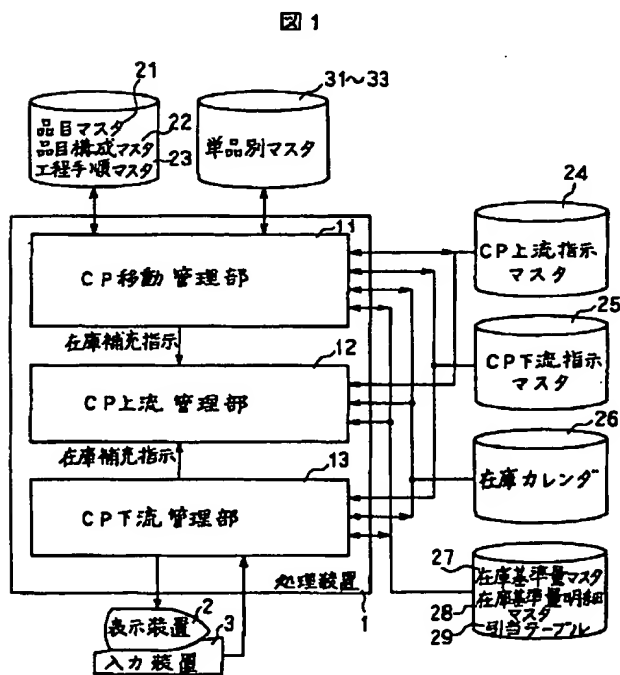 図1
21
22
23
品目マスタ
品目構成マスタ
工程手順マスタ
31～33
単品別マスタ
11
CP移動管理部
在庫補充指示
12
CP上流管理部
在庫補充指示
13
CP下流管理部
処理装置
1
2
表示装置
3
入力装置
24
CP上流指示
マスタ
25
CP下流指示
マスタ
26
在庫カレンダ
27
在庫基準量マスタ
28
在庫基準量明細
マスタ
29
引当テーブル